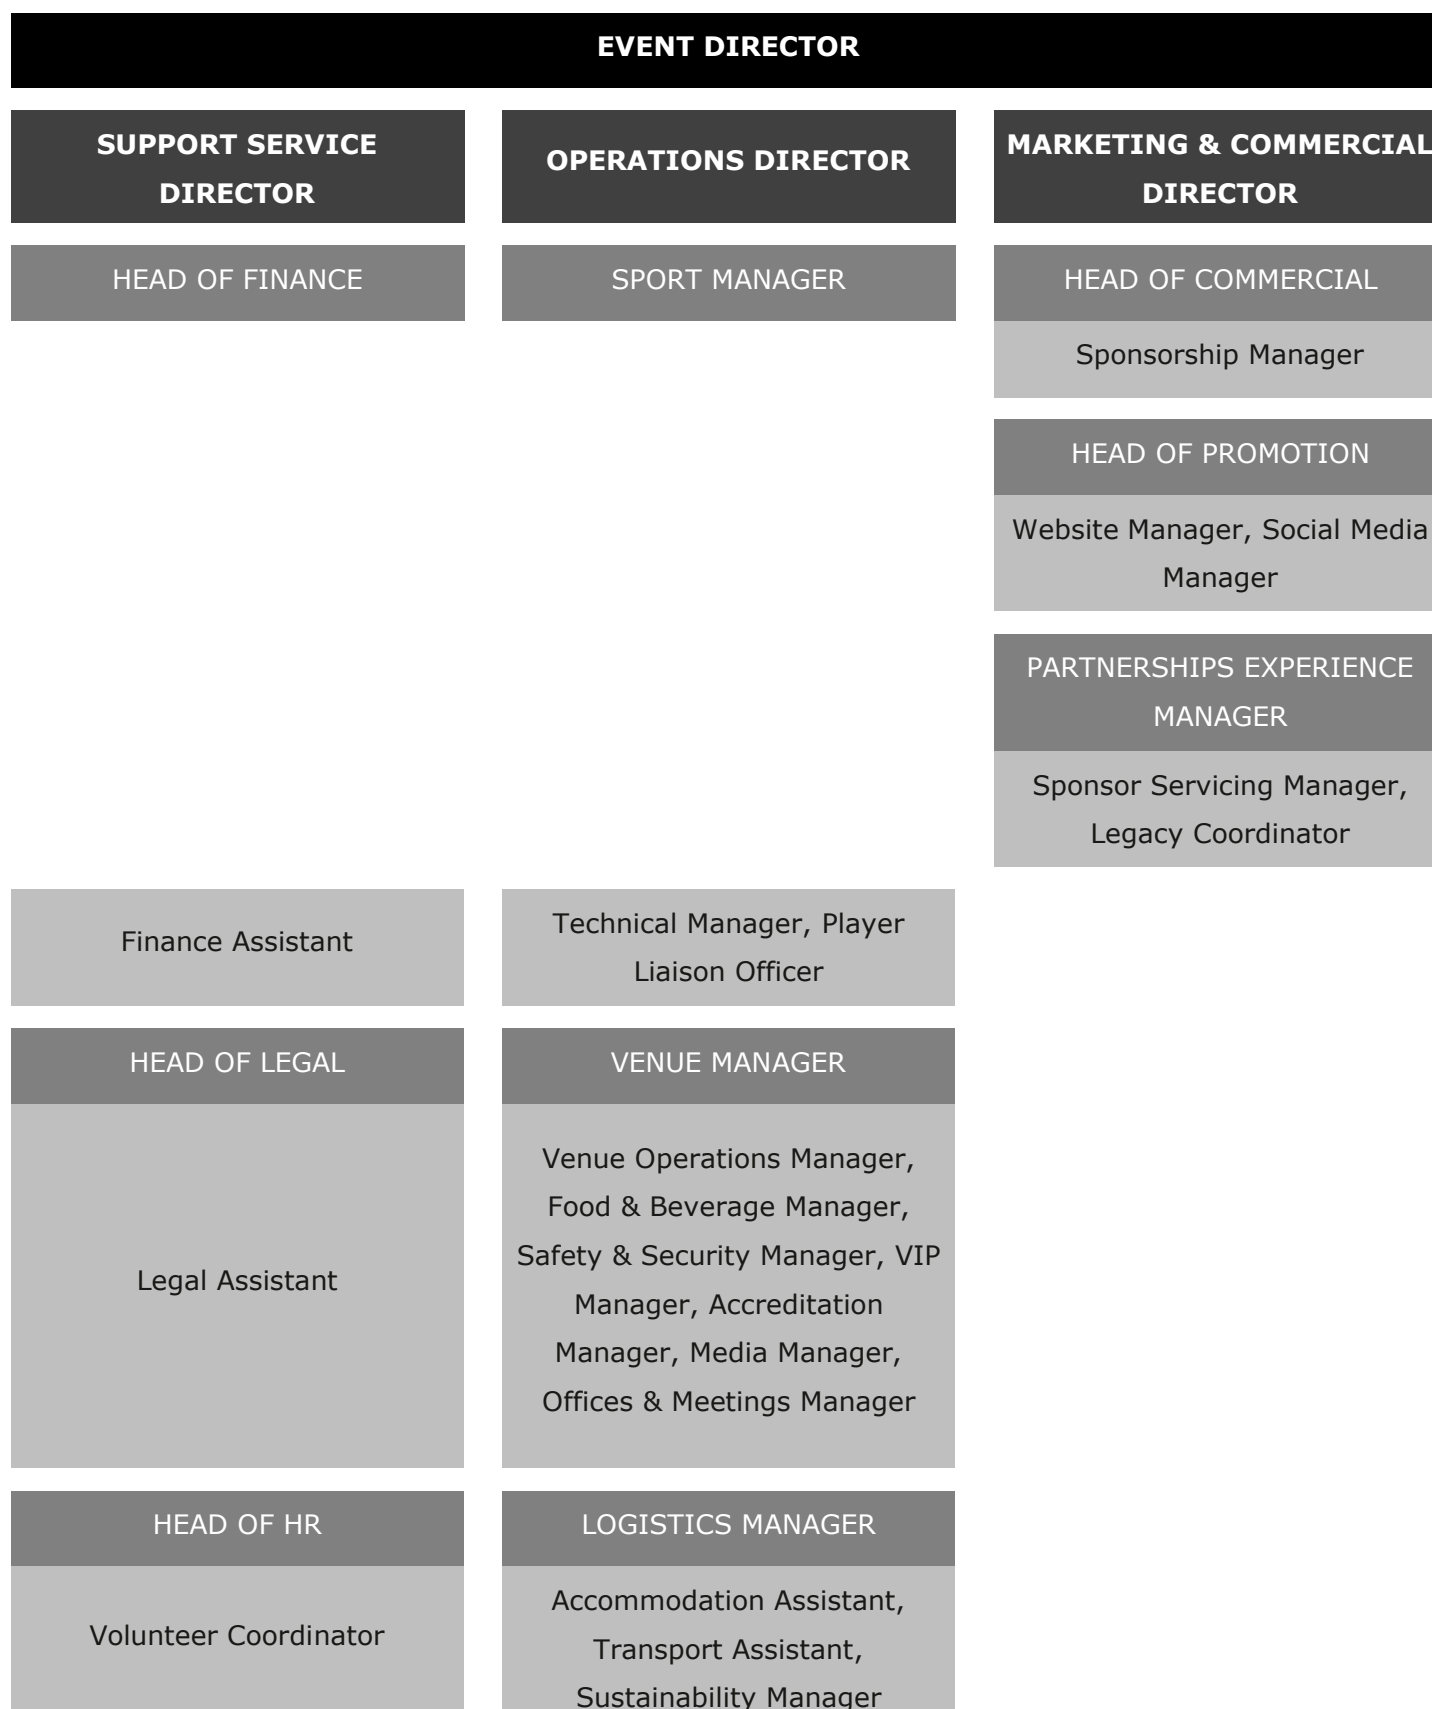 EVENT DIRECTOR
SUPPORT SERVICE
DIRECTOR
OPERATIONS DIRECTOR
MARKETING & COMMERCIAL
DIRECTOR
HEAD OF FINANCE
SPORT MANAGER
HEAD OF COMMERCIAL
Sponsorship Manager
HEAD OF PROMOTION
Website Manager, Social Media
Manager
PARTNERSHIPS EXPERIENCE
MANAGER
Sponsor Servicing Manager,
Legacy Coordinator
Finance Assistant
Technical Manager, Player
Liaison Officer
HEAD OF LEGAL
VENUE MANAGER
Legal Assistant
Venue Operations Manager,
Food & Beverage Manager,
Safety & Security Manager, VIP
Manager, Accreditation
Manager, Media Manager,
Offices & Meetings Manager
HEAD OF HR
LOGISTICS MANAGER
Volunteer Coordinator
Accommodation Assistant,
Transport Assistant,
Sustainability Manager